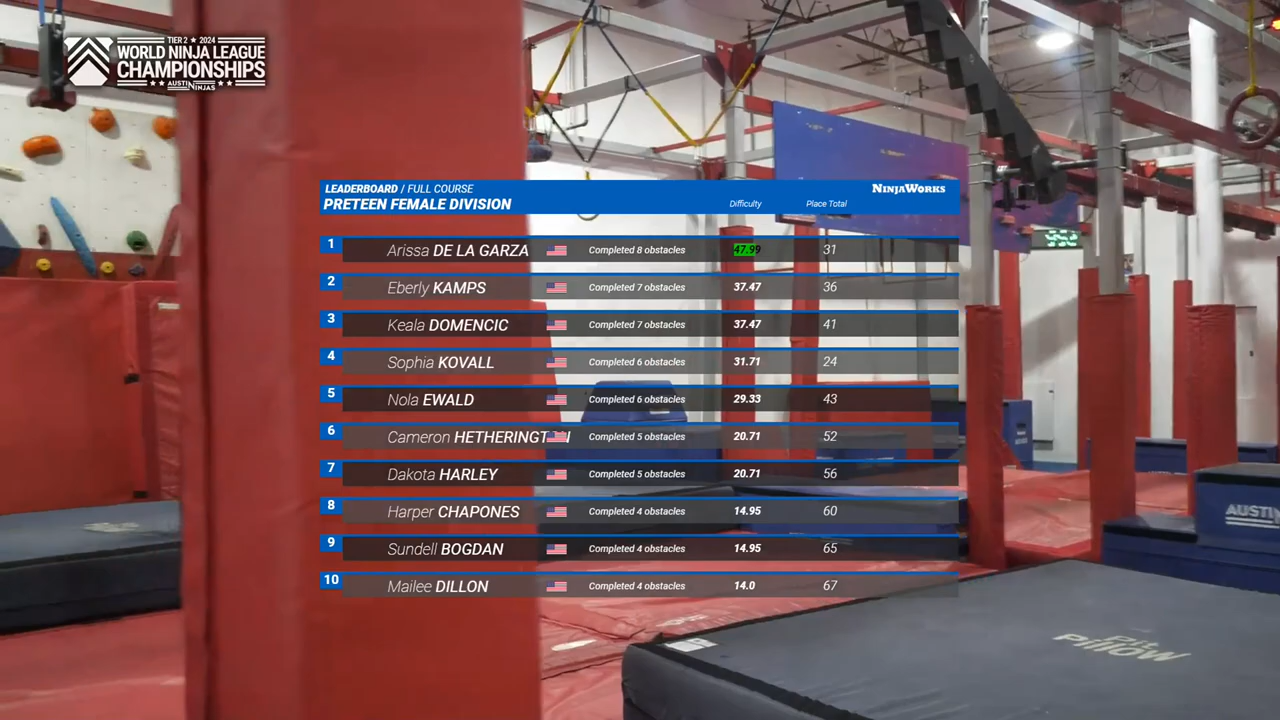 TIER 2 ★ 2024
WORLD NINJA LEAGUE
CHAMPIONSHIPS
AUSTIN NINJAS
LEADERBOARD / FULL COURSE
PRETEEN FEMALE DIVISION
Difficulty
Place Total
NINJAWORKS
1 Arissa DE LA GARZA Completed 8 obstacles 47.99 31
2 Eberly KAMPS Completed 7 obstacles 37.47 36
3 Keala DOMENCIC Completed 7 obstacles 37.47 41
4 Sophia KOVALL Completed 6 obstacles 31.71 24
5 Nola EWALD Completed 6 obstacles 29.33 43
6 Cameron HETHERINGTON Completed 5 obstacles 20.71 52
7 Dakota HARLEY Completed 5 obstacles 20.71 56
8 Harper CHAPONES Completed 4 obstacles 14.95 60
9 Sundell BOGDAN Completed 4 obstacles 14.95 65
10 Mailee DILLON Completed 4 obstacles 14.0 67
AUSTI
Pit
Pillow